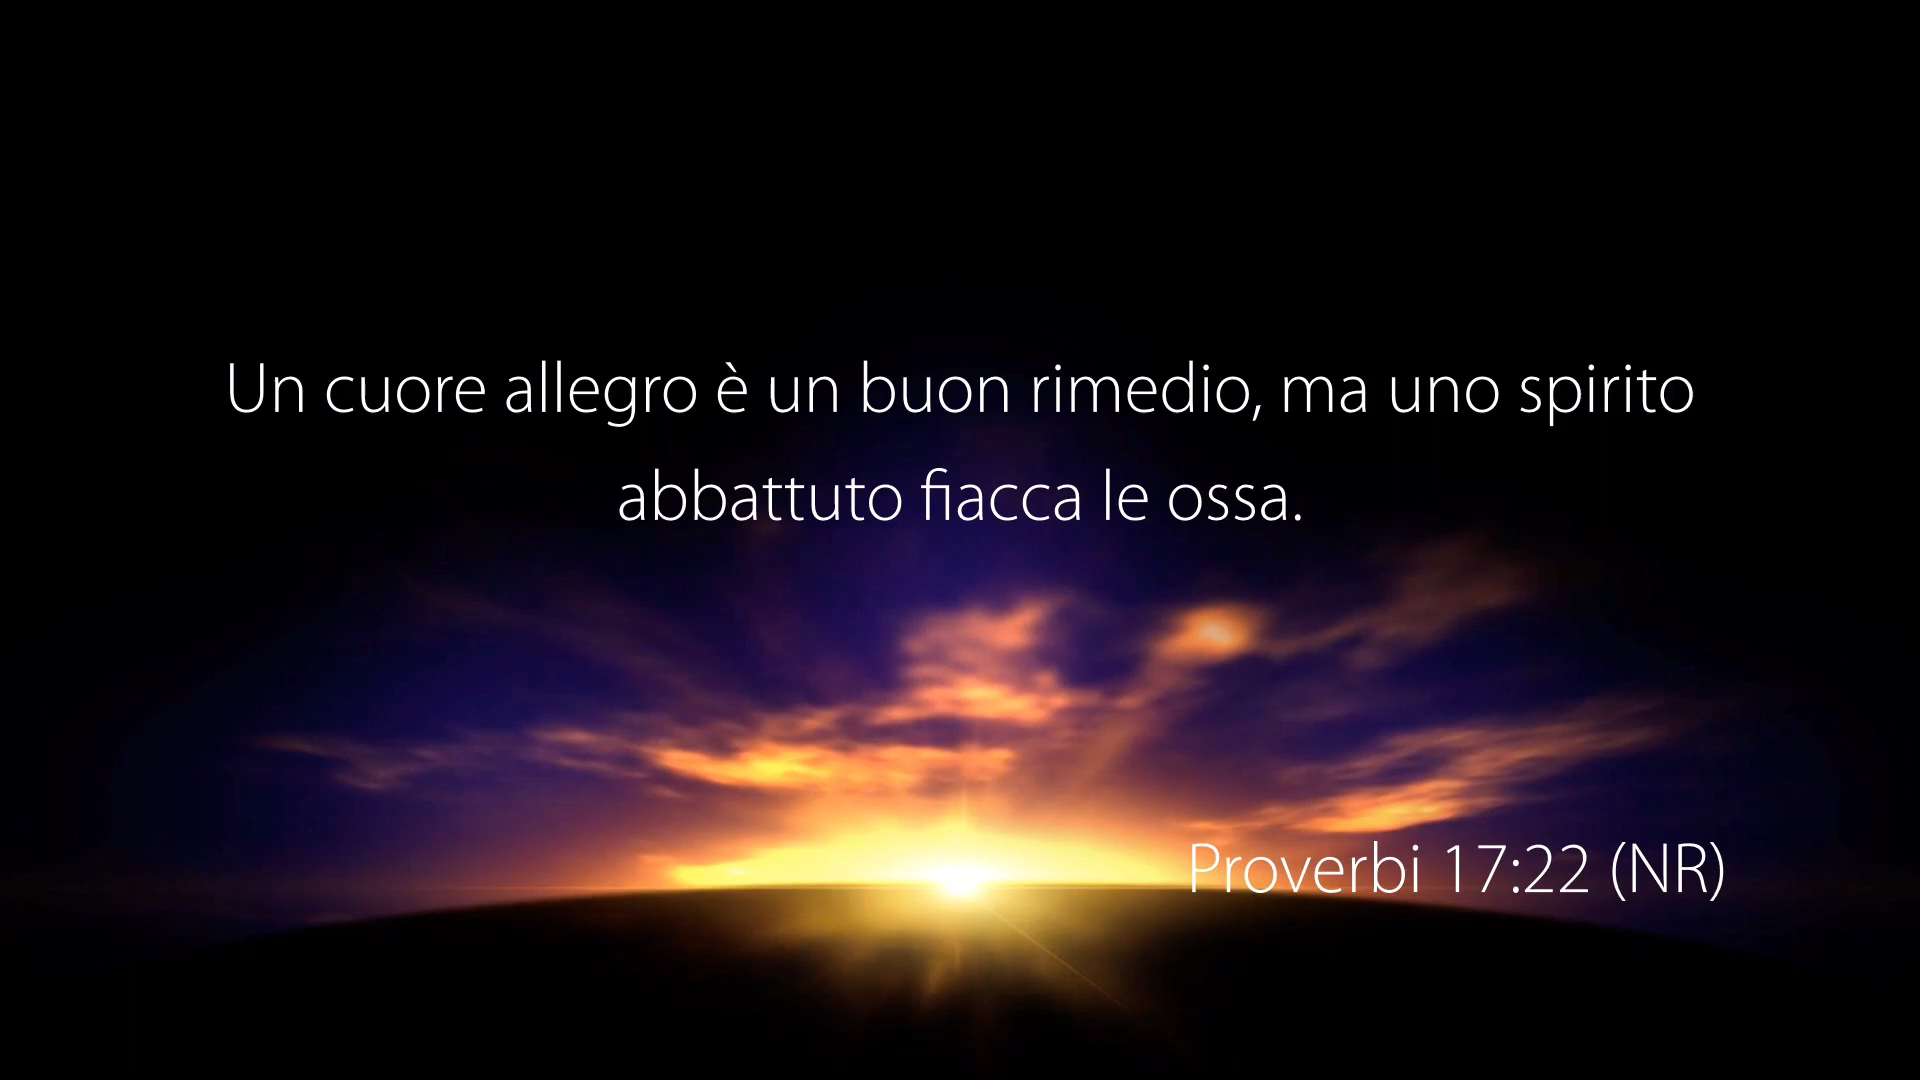 Un cuore allegro è un buon rimedio, ma uno spirito
abbattuto fiacca le ossa.
Proverbi 17:22 (NR)